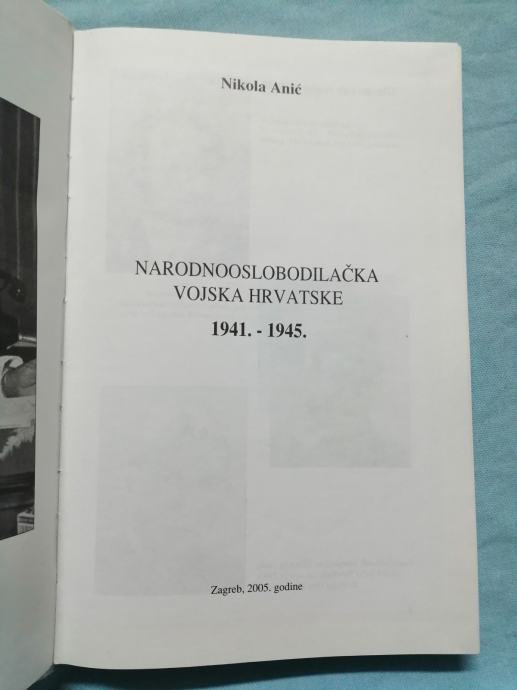 Nikola Anić
NARODNOOSLOBODILAČKA
VOJSKA HRVATSKE
1941. - 1945.
Zagreb, 2005. godine